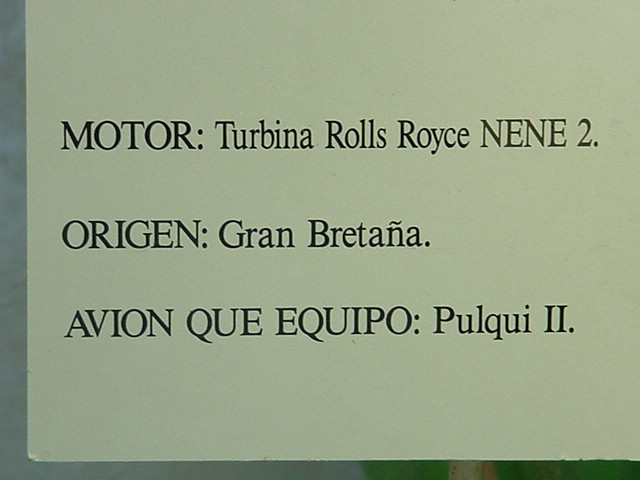 MOTOR: Turbina Rolls Royce NENE 2.
ORIGEN: Gran Bretaña.
AVION QUE EQUIPO: Pulqui II.